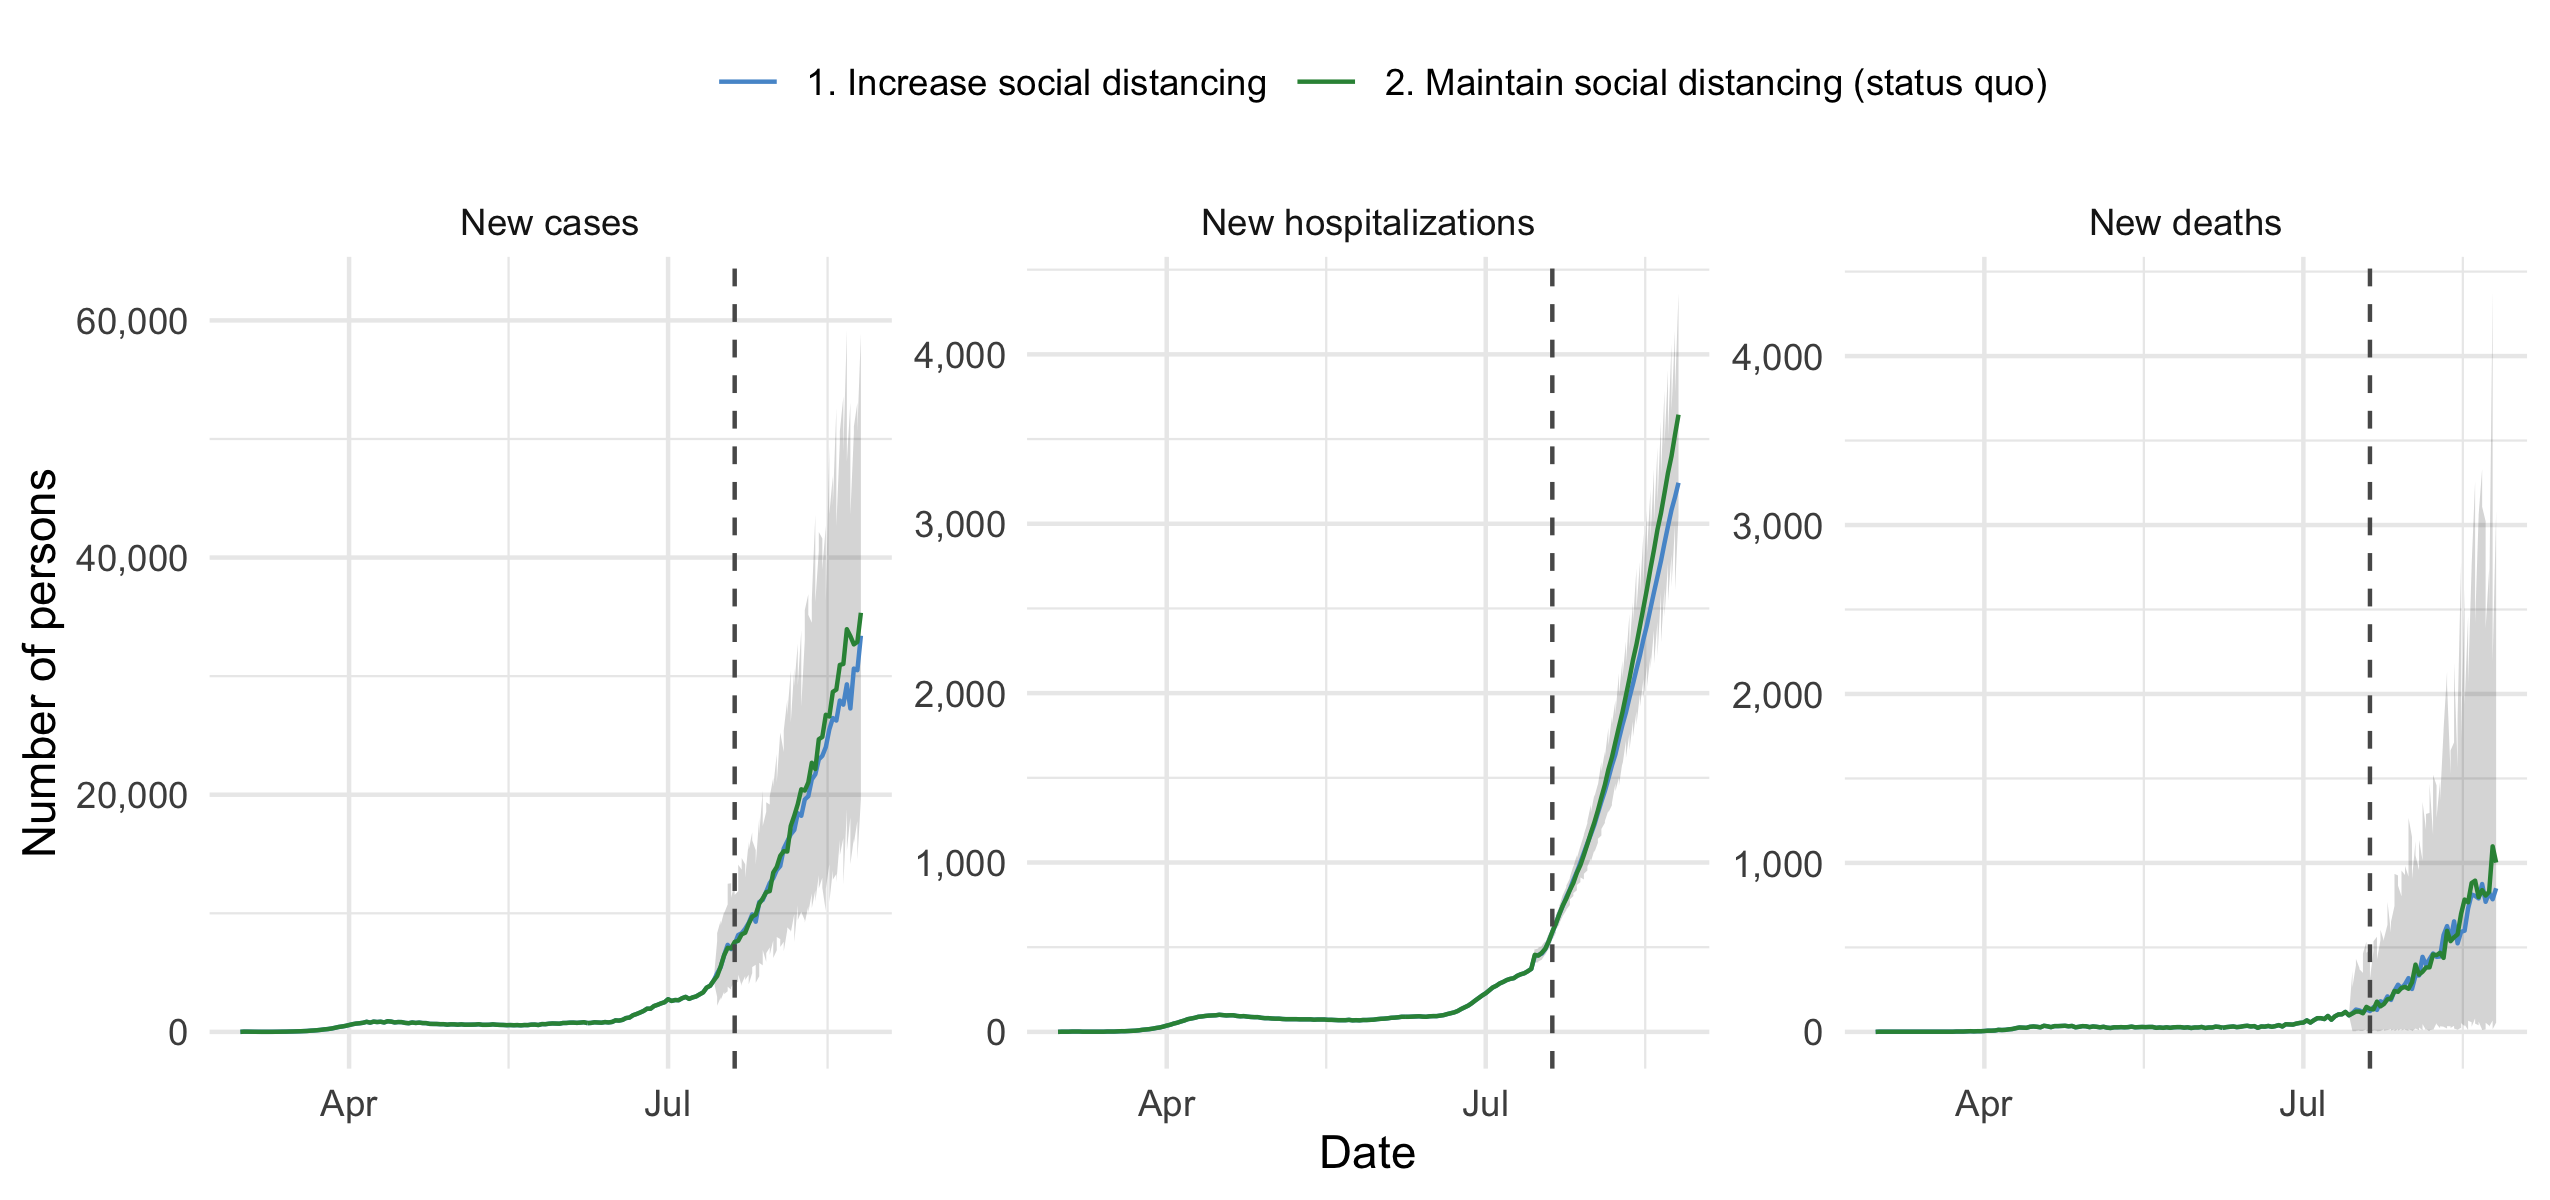 1. Increase social distancing 2. Maintain social distancing (status quo)
New cases New hospitalizations New deaths
Number of persons
60,000
40,000
20,000
0
4,000
3,000
2,000
1,000
0
4,000
3,000
2,000
1,000
0
Apr Jul Apr Jul Apr Jul
Date